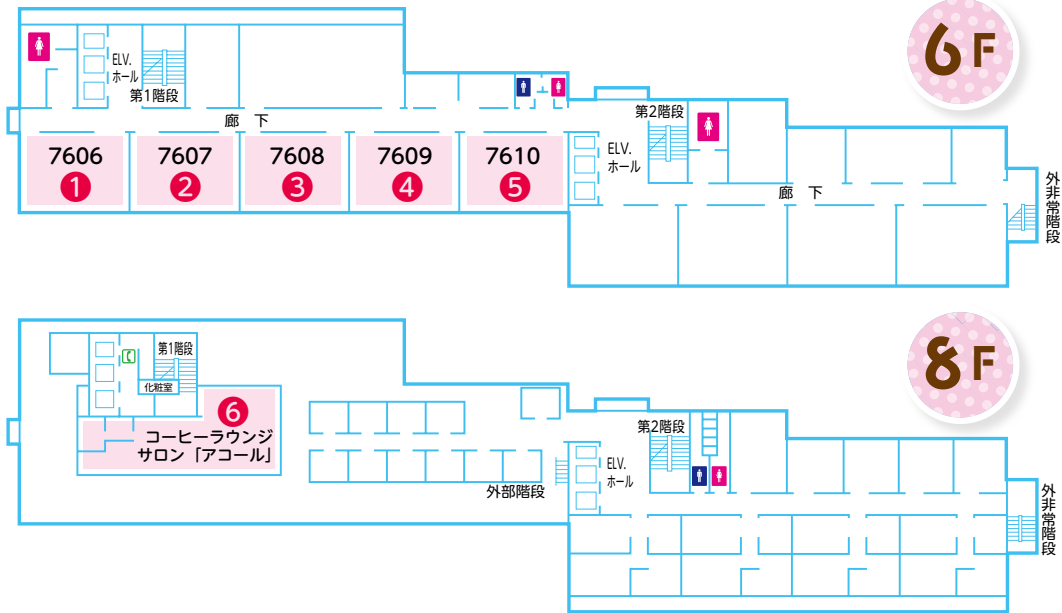 6F
ELV.
ホール
第1階段
廊 下
7606
1
7607
2
7608
3
7609
4
7610
5
第2階段
ELV.
ホール
廊 下
外非常階段
8F
第1階段
化粧室
6
コーヒーラウンジ
サロン「アコール」
外部階段
第2階段
ELV.
ホール
外非常階段